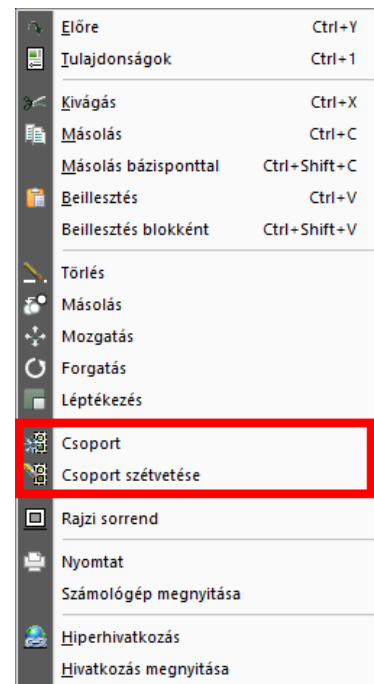 Előre Ctrl+Y
Tulajdonságok Ctrl+1
Kivágás Ctrl+X
Másolás Ctrl+C
Másolás bázisponttal Ctrl+Shift+C
Beillesztés Ctrl+V
Beillesztés blokként Ctrl+Shift+V
Törlés
Másolás
Mozgatás
Forgatás
Léptékezés
Csoport
Csoport szétvetése
Rajzi sorrend
Nyomtat
Számológép megnyitása
Hiperhivatkozás
Hivatkozás megnyitása